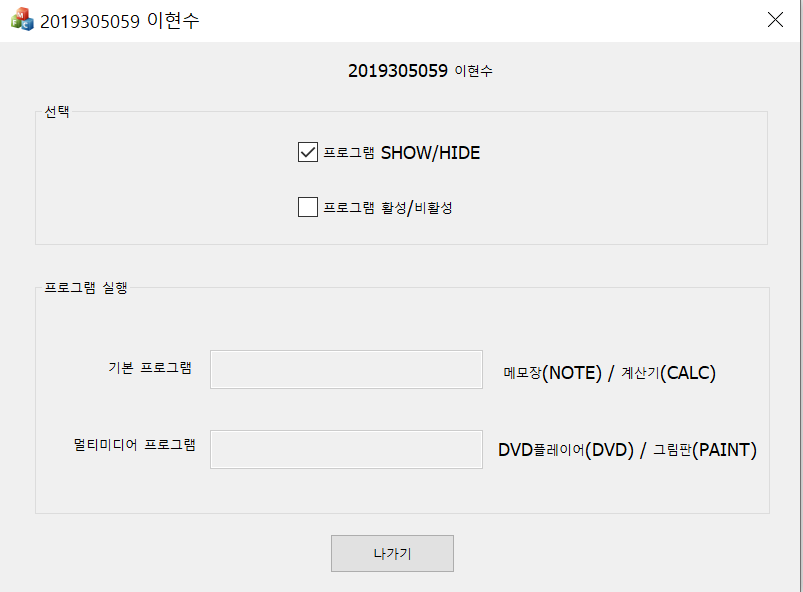 2019305059 이현수
2019305059 이현수
선택
프로그램 SHOW/HIDE
프로그램 활성/비활성
프로그램 실행
기본 프로그램
메모장(NOTE) / 계산기(CALC)
멀티미디어 프로그램
DVD플레이어(DVD) / 그림판(PAINT)
나가기